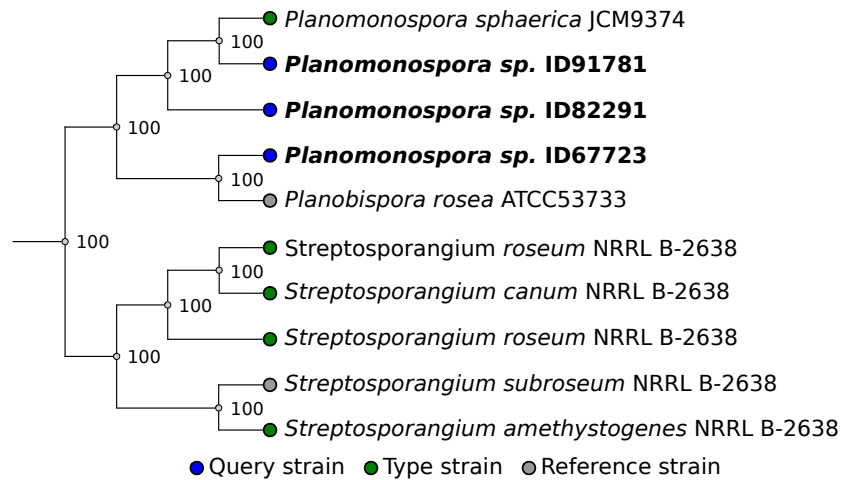 Planomonospora sphaerica JCM9374
100
Planomonospora sp. ID91781
100
Planomonospora sp. ID82291
100
Planomonospora sp. ID67723
100
Planobispora rosea ATCC53733
100
Streptosporangium roseum NRRL B-2638
100
Streptosporangium canum NRRL B-2638
100
Streptosporangium roseum NRRL B-2638
100
Streptosporangium subroseum NRRL B-2638
100
Streptosporangium amethystogenes NRRL B-2638
Query strain Type strain Reference strain